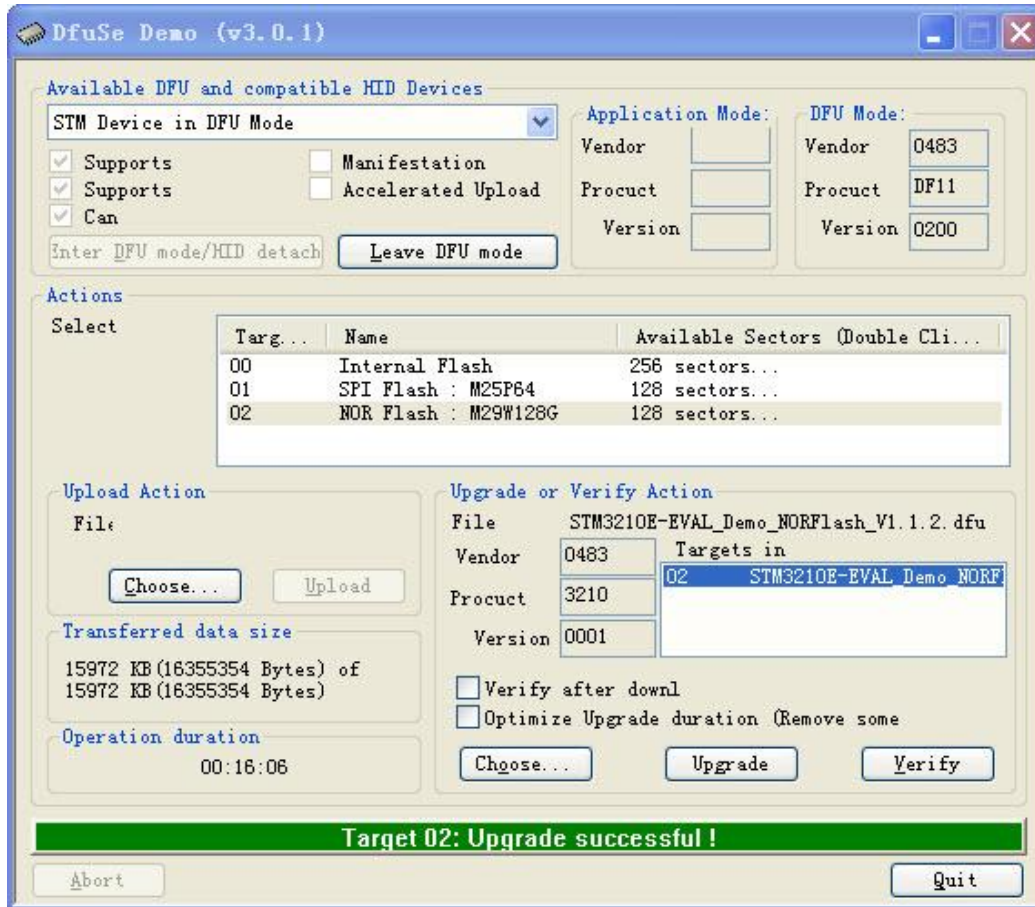 DfuSe Demo (v3.0.1)
Available DFU and compatible HID Devices
STM Device in DFU Mode
Supports
Manifestation
Supports
Accelerated Upload
Can
Enter DFU mode/HID detach
Leave DFU mode
Application Mode:
Vendor
Procuct
Version
DFU Mode:
Vendor 0483
Procuct DF11
Version 0200
Actions
Select
Targ... Name Available Sectors (Double Cli...
00 Internal Flash 256 sectors...
01 SPI Flash : M25P64 128 sectors...
02 NOR Flash : M29W128G 128 sectors...
Upload Action
File
Choose...
Upload
Transferred data size
15972 KB(16355354 Bytes) of
15972 KB(16355354 Bytes)
Operation duration
00:16:06
Upgrade or Verify Action
File STM3210E-EVAL_Demo_NORFlash_V1.1.2.dfu
Vendor 0483
Procuct 3210
Version 0001
Targets in
02 STM3210E-EVAL_Demo_NORF
Verify after downl
Optimize Upgrade duration (Remove some
Choose...
Upgrade
Verify
Target 02: Upgrade successful !
Abort
Quit